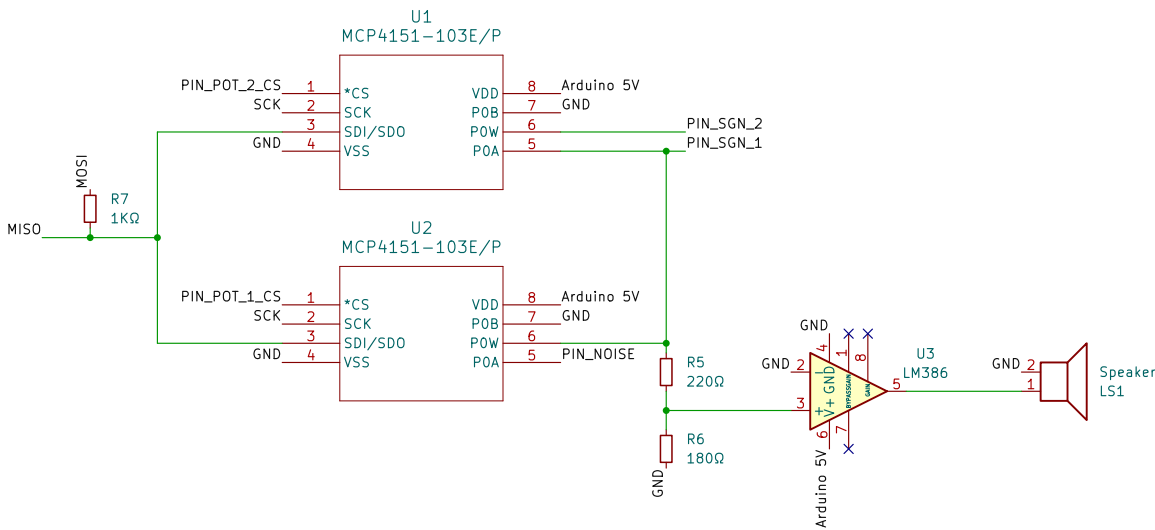 U1
MCP4151-103E/P
PIN_POT_2_CS 1 *CS VDD 8 Arduino 5V
SCK 2 SCK P0B 7 GND
3 SDI/SDO P0W 6 PIN_SGN_2
GND 4 VSS P0A 5 PIN_SGN_1
MOSI
R7
1KΩ
MISO
U2
MCP4151-103E/P
PIN_POT_1_CS 1 *CS VDD 8 Arduino 5V
SCK 2 SCK P0B 7 GND
3 SDI/SDO P0W 6
GND 4 VSS P0A 5 PIN_NOISE
R5
220Ω
R6
180Ω
GND
GND
4
1
8
GND 2 -
3 +
GND
V+
BYPASS
GAIN
GAIN
6
7
Arduino 5V
U3
LM386
5
GND 2
1
Speaker
LS1